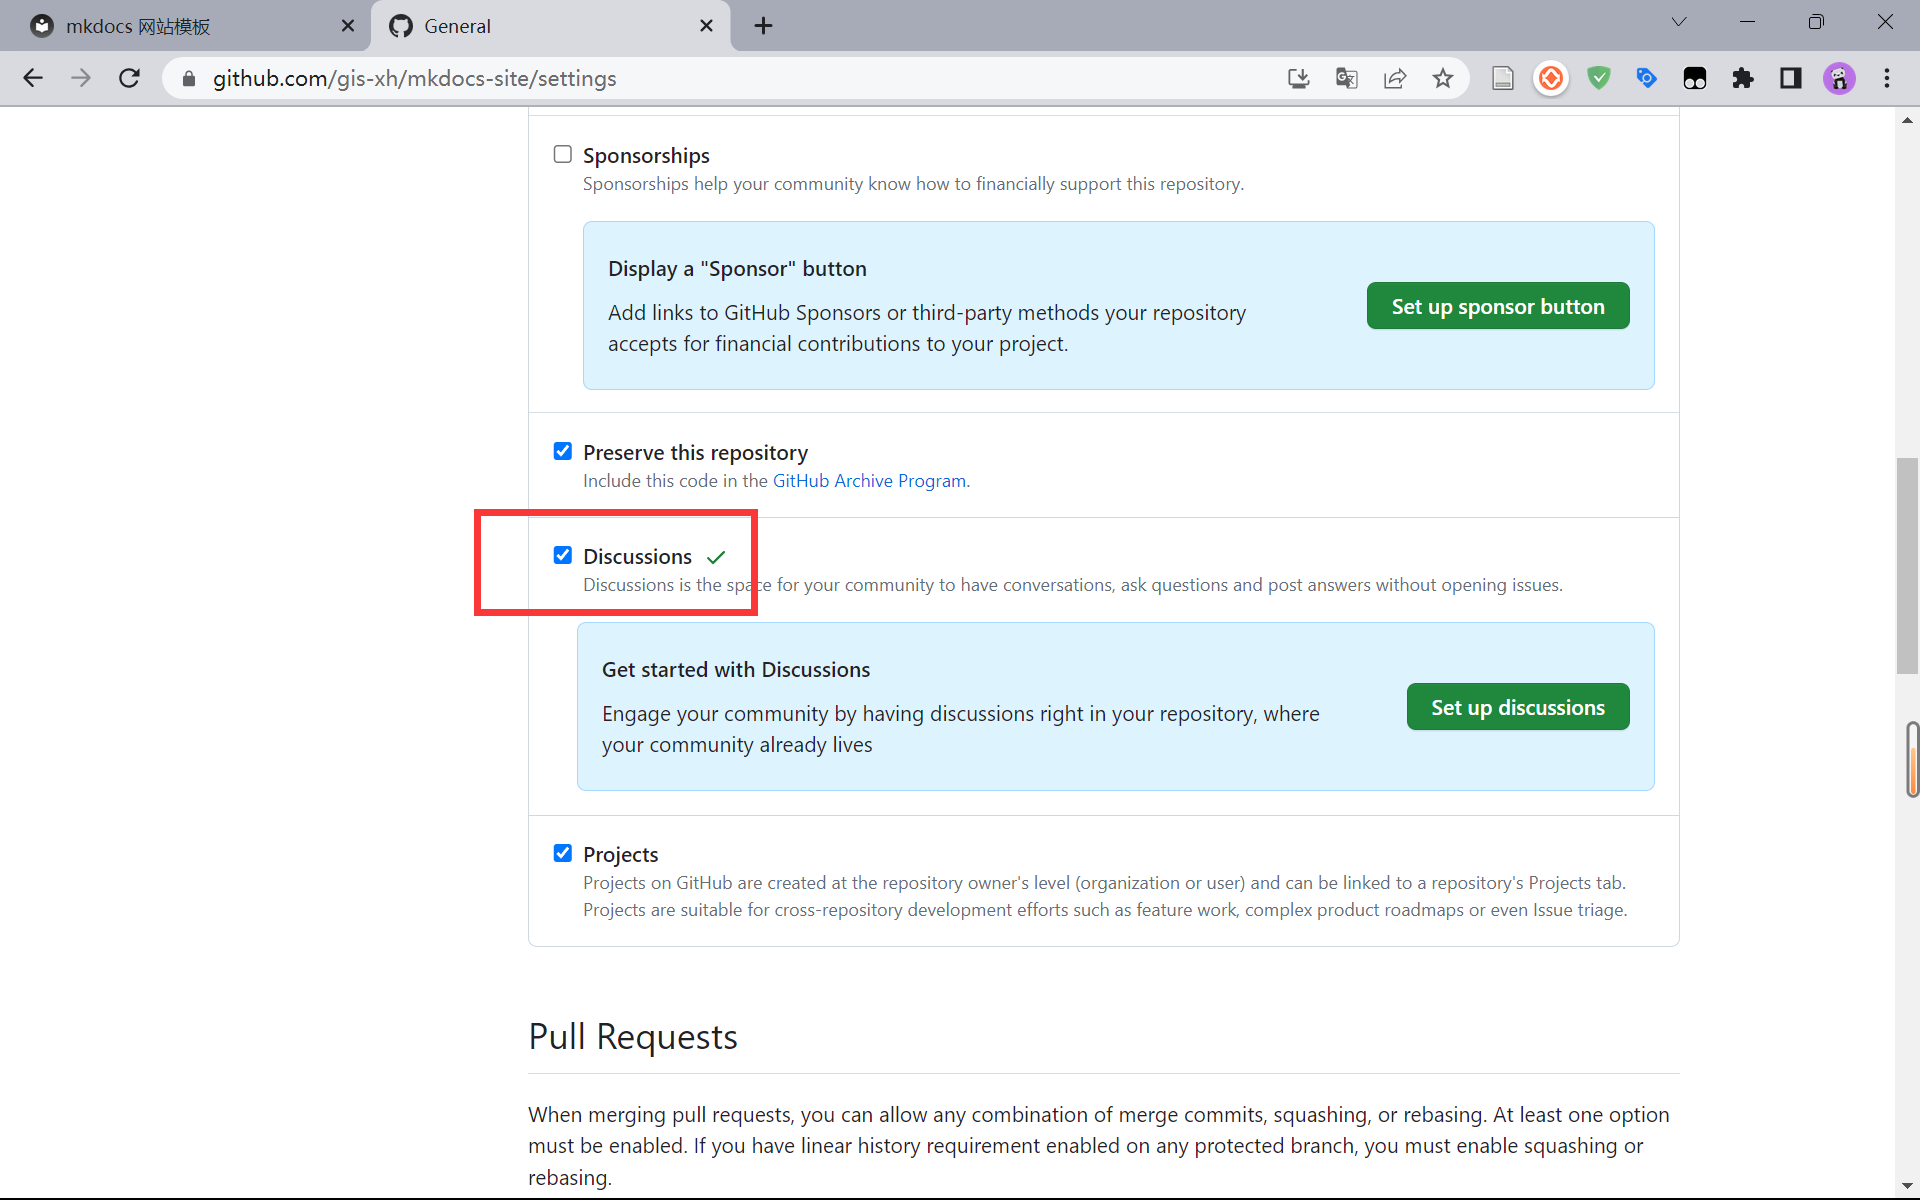 mkdocs 网站模板
General
github.com/gis-xh/mkdocs-site/settings
Sponsorships
Sponsorships help your community know how to financially support this repository.
Display a "Sponsor" button
Add links to GitHub Sponsors or third-party methods your repository
accepts for financial contributions to your project.
Set up sponsor button
Preserve this repository
Include this code in the GitHub Archive Program.
Discussions
Discussions is the space for your community to have conversations, ask questions and post answers without opening issues.
Get started with Discussions
Engage your community by having discussions right in your repository, where
your community already lives
Set up discussions
Projects
Projects on GitHub are created at the repository owner's level (organization or user) and can be linked to a repository's Projects tab.
Projects are suitable for cross-repository development efforts such as feature work, complex product roadmaps or even Issue triage.
Pull Requests
When merging pull requests, you can allow any combination of merge commits, squashing, or rebasing. At least one option
must be enabled. If you have linear history requirement enabled on any protected branch, you must enable squashing or
rebasing.